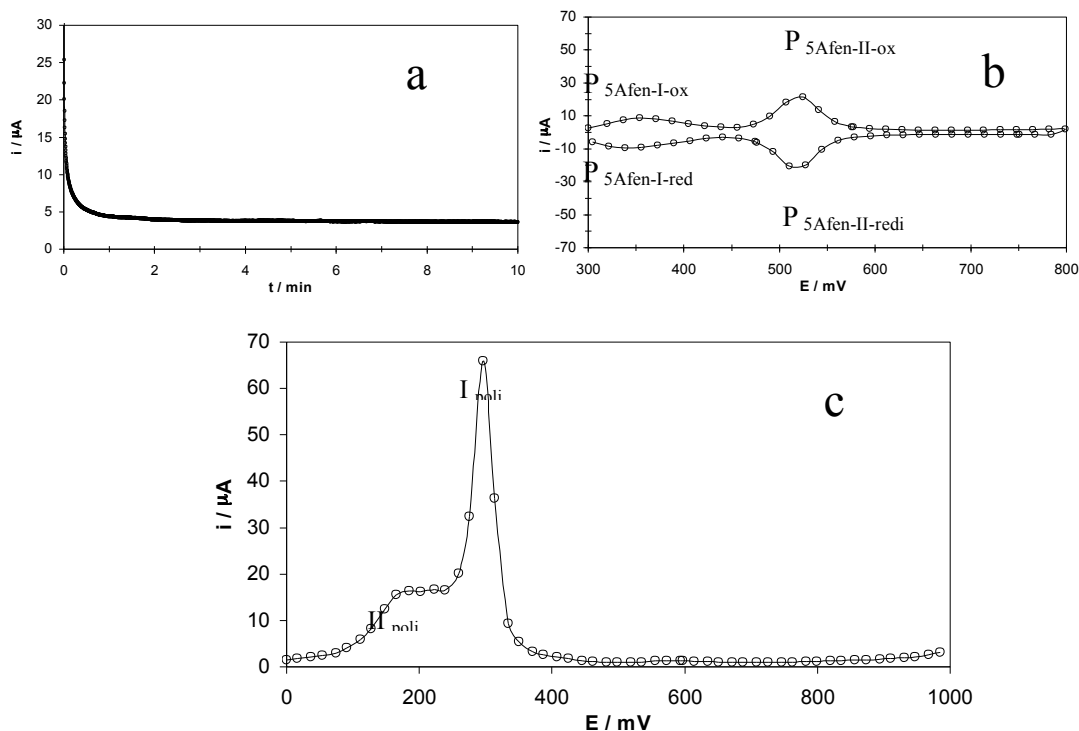 30
25
20
15
10
5
0
i / µA
a
0 2 4 6 8 10
t / min
70
50
30
10
-10
-30
-50
-70
i / µA
P 5Afen-II-ox
b
P 5Afen-I-ox
P 5Afen-I-red
P 5Afen-II-redi
300 400 500 600 700 800
E / mV
70
60
50
40
30
20
10
0
i / µA
I poli
c
II poli
0 200 400 600 800 1000
E / mV